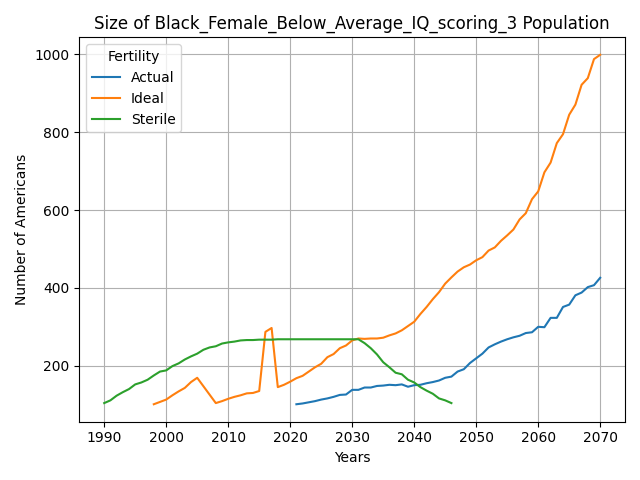 Size of Black_Female_Below_Average_IQ_scoring_3 Population
Fertility
Actual
Ideal
Sterile
Number of Americans
1000
800
600
400
200
1990 2000 2010 2020 2030 2040 2050 2060 2070
Years